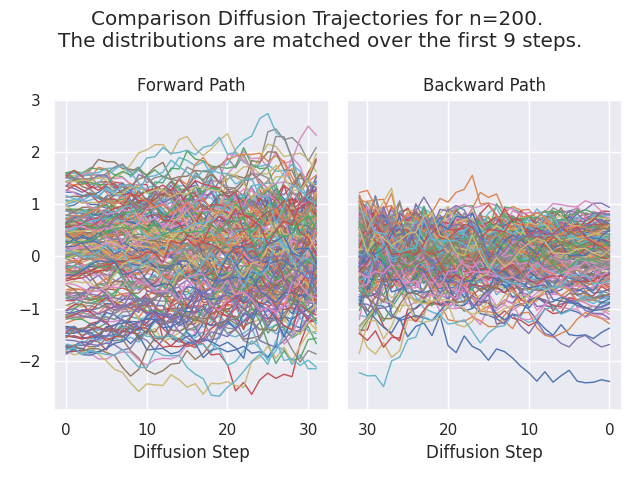 Comparison Diffusion Trajectories for n=200.
The distributions are matched over the first 9 steps.
Forward Path
Backward Path
3
2
1
0
−1
−2
0 10 20 30
30 20 10 0
Diffusion Step
Diffusion Step